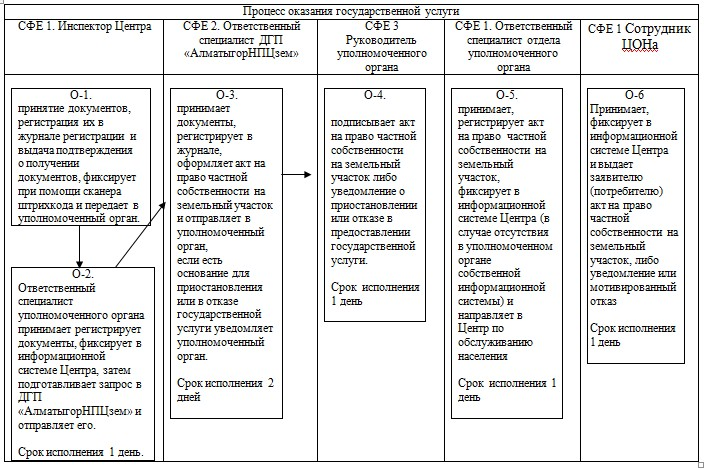 Процесс оказания государственной услуги
СФЕ 1. Инспектор Центра
СФЕ 2. Ответственный
специалист ДГП
«АлматыгорНПЦзем»
СФЕ 3
Руководитель
уполномоченного
органа
СФЕ 1. Ответственный
специалист отдела
уполномоченного
органа
СФЕ 1 Сотрудник
ЦОНа
О-1.
принятие документов,
регистрация их в
журнале регистрации и
выдача подтверждения
о получении
документов, фиксирует
при помощи сканера
штрихкода и передает в
уполномоченный орган.
О-2.
Ответственный
специалист
уполномоченного органа
принимает регистрирует
документы, фиксирует в
информационной
системе Центра, затем
подготавливает запрос в
ДГП
«АлматыгорНПЦзем» и
отправляет его.
Срок исполнения 1 день.
О-3.
принимает
документы,
регистрирует в
журнале,
оформляет акт на
право частной
собственности на
земельный участок
и отправляет в
уполномоченный
орган,
если есть
основание для
приостановления
или в отказе
государственной
услуги уведомляет
уполномоченный
орган.
Срок исполнения 2
дней
О-4.
подписывает акт
на право частной
собственности
на земельный
участок либо
уведомление о
приостановлении
или отказе в
предоставлении
государственной
услуги.
Срок исполнения
1 день
О-5.
принимает,
регистрирует акт
на право частной
собственности на
земельный
участок,
фиксирует в
информационной
системе Центра (в
случае отсутствия
в уполномоченном
органе
собственной
информационной
системы) и
направляет в
Центр по
обслуживанию
населения
Срок исполнения 1
день
О-6
Принимает,
фиксирует в
информационной
системе Центра
и выдает
заявителю
(потребителю)
акт на право
частной
собственности на
земельный
участок, либо
уведомление или
мотивированный
отказ
Срок исполнения
1 день